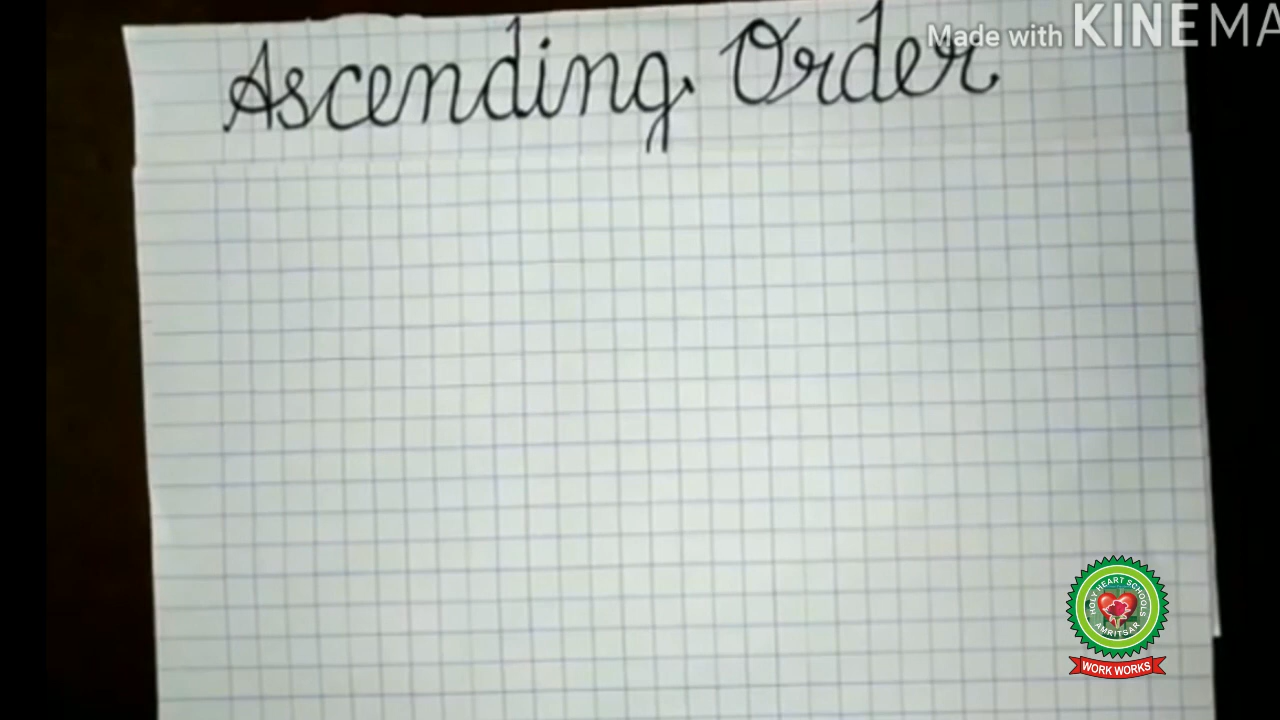 Ascending Order
Made with KINEMA
HOLY HEART SCHOOLS
AMRITSAR
WORK WORKS